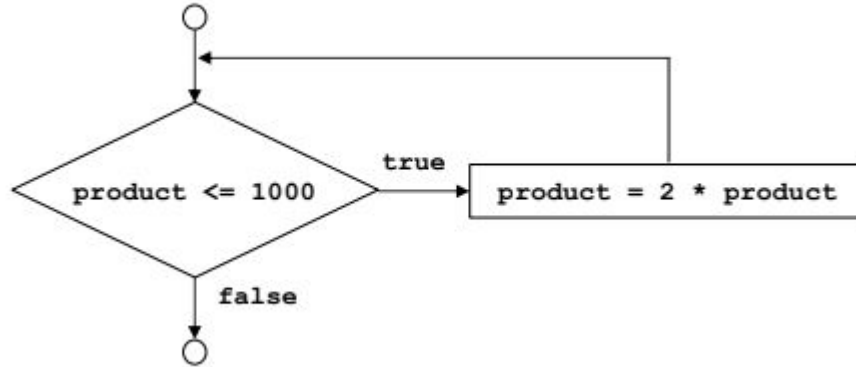 true
product <= 1000
product = 2 * product
false